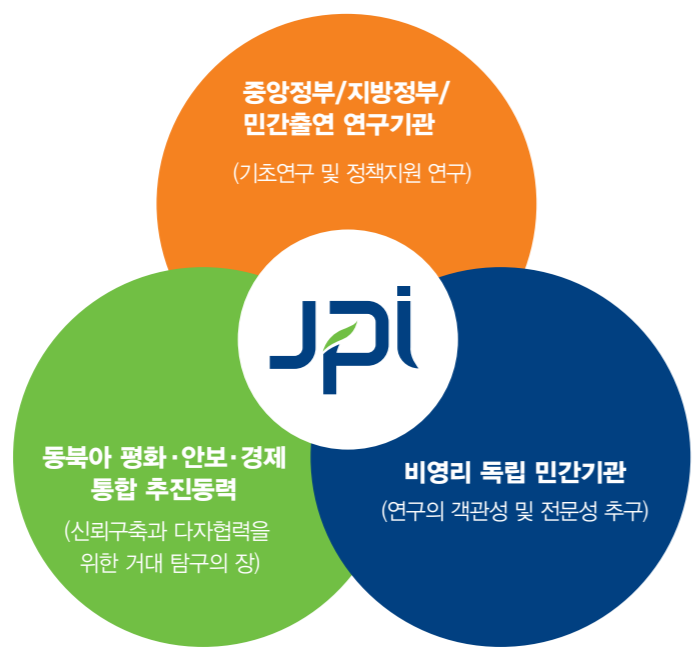 중앙정부/지방정부/
민간출연 연구기관
(기초연구 및 정책지원 연구)
jpi
동북아 평화·안보·경제
통합 추진동력
(신뢰구축과 다자협력을
위한 거대 탐구의 장)
비영리 독립 민간기관
(연구의 객관성 및 전문성 추구)